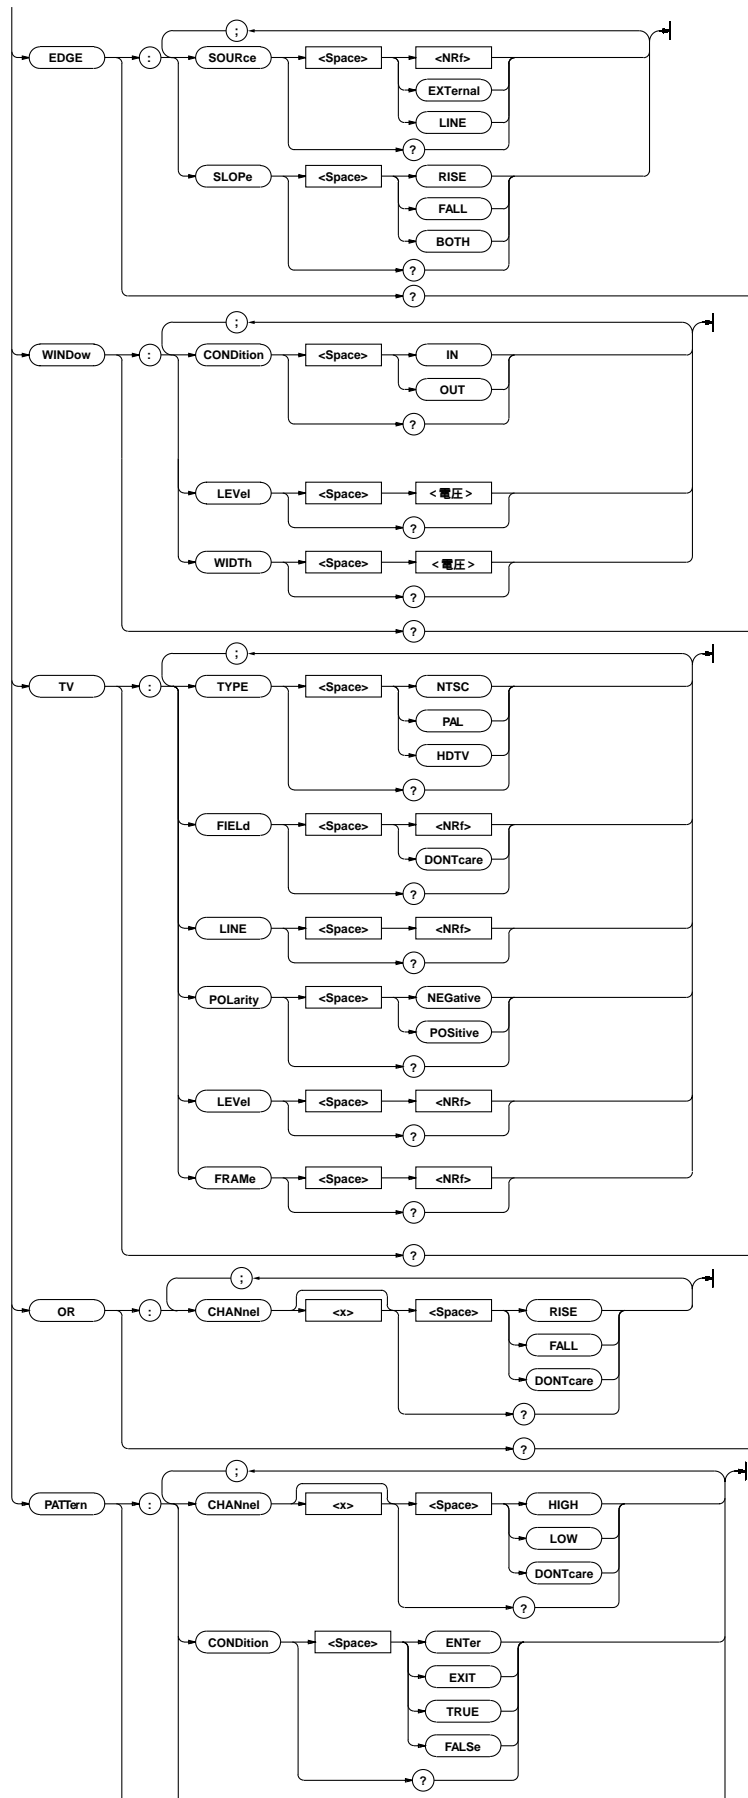 ;
EDGE : SOURce <Space> <NRf>
EXTernal
LINE
?
SLOPe <Space> RISE
FALL
BOTH
?
?
;
WINDow : CONDition <Space> IN
OUT
?
LEVel <Space> <電圧>
?
WIDTh <Space> <電圧>
?
?
;
TV : TYPE <Space> NTSC
PAL
HDTV
?
FIELd <Space> <NRf>
DONTcare
?
LINE <Space> <NRf>
?
POLarity <Space> NEGative
POSitive
?
LEVel <Space> <NRf>
?
FRAMe <Space> <NRf>
?
?
;
OR : CHANnel <x> <Space> RISE
FALL
DONTcare
?
?
;
PATTern : CHANnel <x> <Space> HIGH
LOW
DONTcare
?
CONDition <Space> ENTer
EXIT
TRUE
FALSe
?